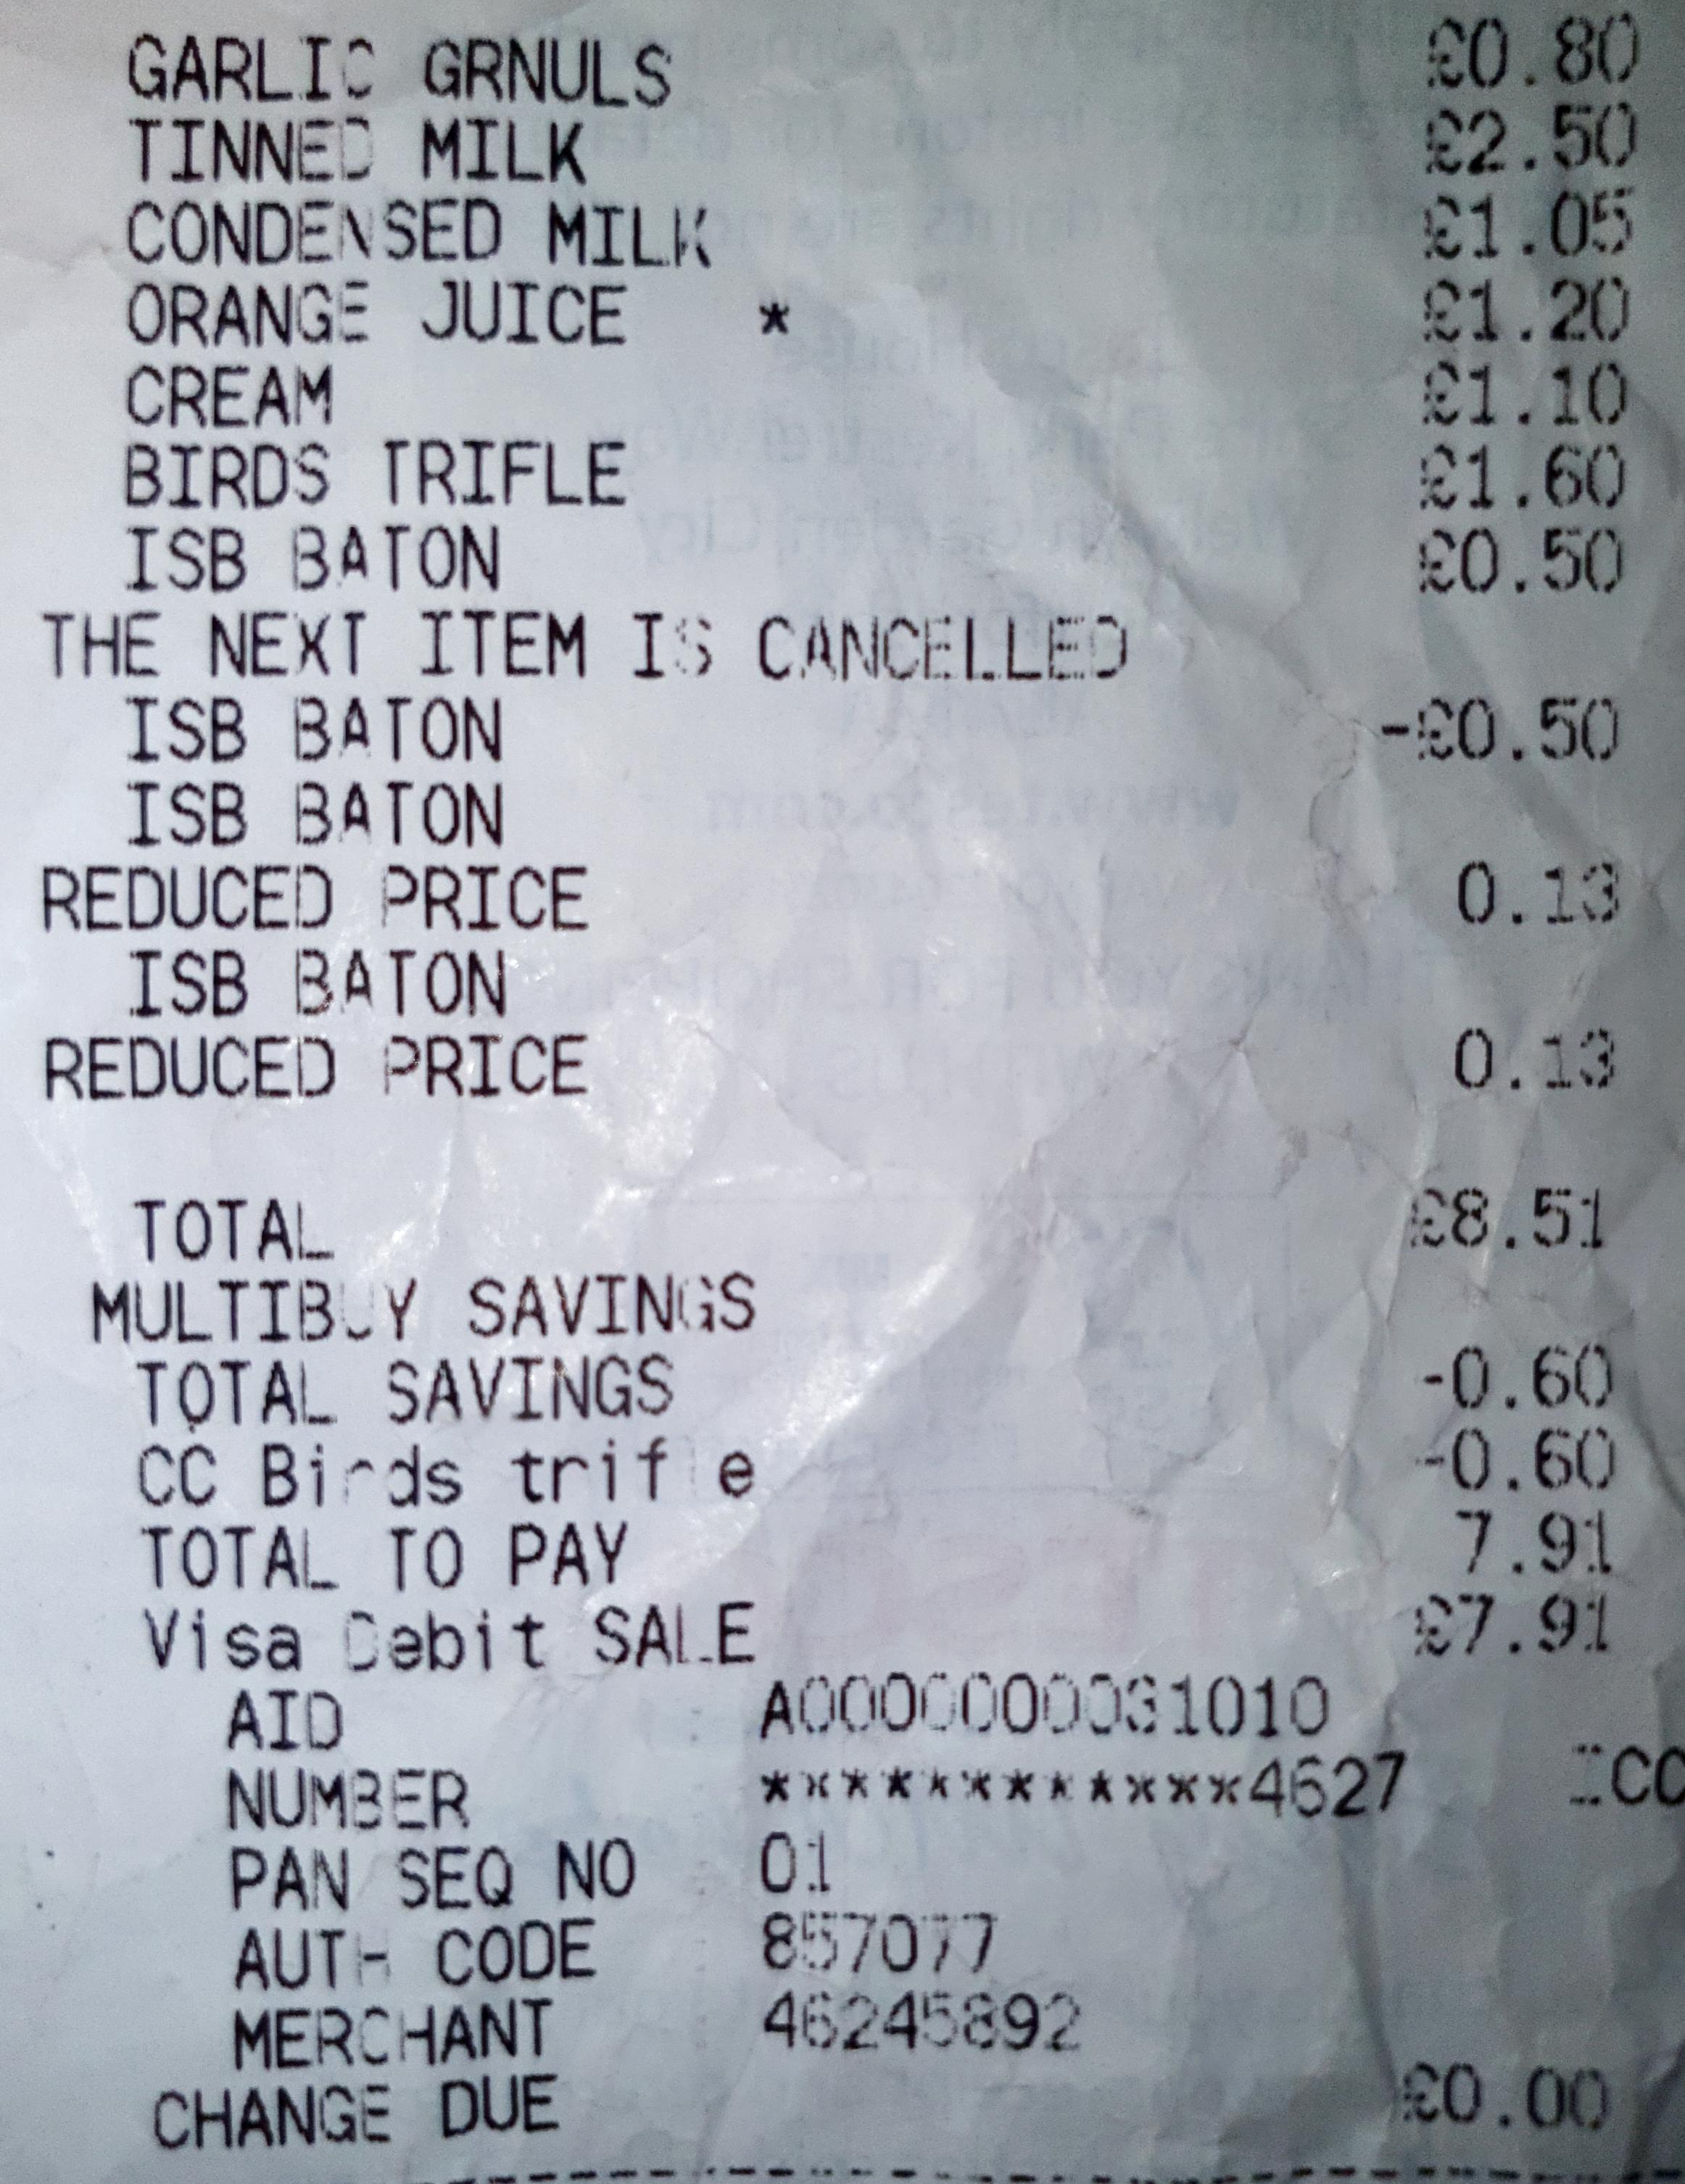 GARLIC GRNULS £0.80
TINNED MILK £2.50
CONDENSED MILK £1.05
ORANGE JUICE * £1.20
CREAM £1.10
BIRDS TRIFLE £1.60
ISB BATON £0.50
THE NEXT ITEM IS CANCELLED
ISB BATON -£0.50
ISB BATON
REDUCED PRICE 0.13
ISB BATON
REDUCED PRICE 0.13
TOTAL £8.51
MULTIBUY SAVINGS
TOTAL SAVINGS -0.60
CC Birds trifle -0.60
TOTAL TO PAY 7.91
Visa Debit SALE £7.91
AID A0000000031010
NUMBER ************4627 ICC
PAN SEQ NO 01
AUTH CODE 857077
MERCHANT 46245892
CHANGE DUE £0.00